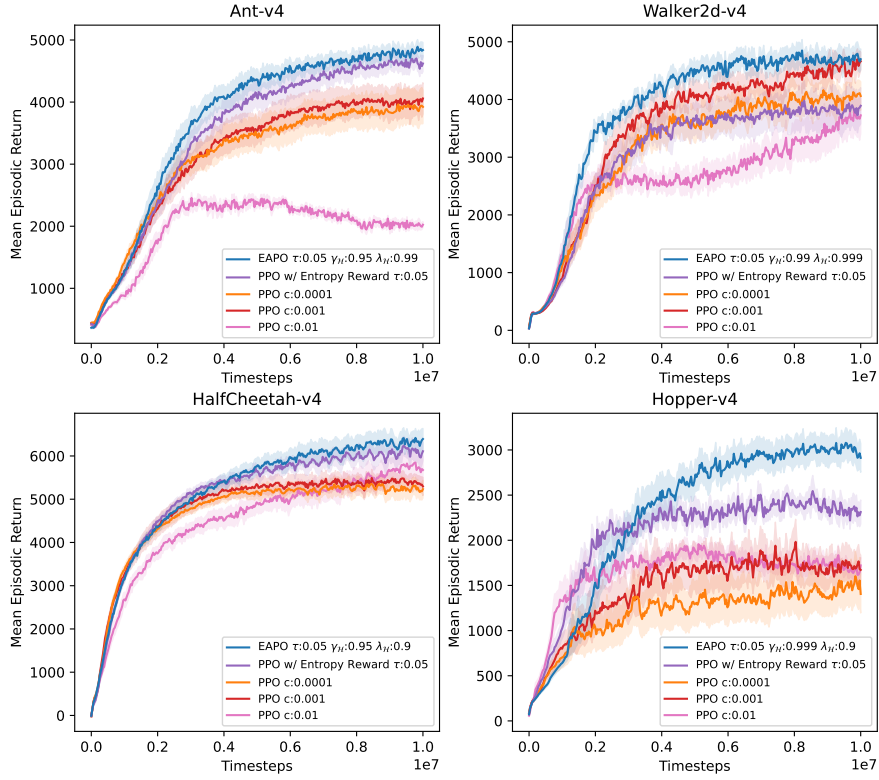 Ant-v4
Mean Episodic Return
5000
4000
3000
2000
1000
EAPO τ:0.05 γℋ:0.95 λℋ:0.99
PPO w/ Entropy Reward τ:0.05
PPO c:0.0001
PPO c:0.001
PPO c:0.01
0.0 0.2 0.4 0.6 0.8 1.0
Timesteps
1e7
Walker2d-v4
Mean Episodic Return
5000
4000
3000
2000
1000
0
EAPO τ:0.05 γℋ:0.99 λℋ:0.999
PPO w/ Entropy Reward τ:0.05
PPO c:0.0001
PPO c:0.001
PPO c:0.01
0.0 0.2 0.4 0.6 0.8 1.0
Timesteps
1e7
HalfCheetah-v4
Mean Episodic Return
6000
5000
4000
3000
2000
1000
0
EAPO τ:0.05 γℋ:0.95 λℋ:0.9
PPO w/ Entropy Reward τ:0.05
PPO c:0.0001
PPO c:0.001
PPO c:0.01
0.0 0.2 0.4 0.6 0.8 1.0
Timesteps
1e7
Hopper-v4
Mean Episodic Return
3000
2500
2000
1500
1000
500
0
EAPO τ:0.05 γℋ:0.999 λℋ:0.9
PPO w/ Entropy Reward τ:0.05
PPO c:0.0001
PPO c:0.001
PPO c:0.01
0.0 0.2 0.4 0.6 0.8 1.0
Timesteps
1e7